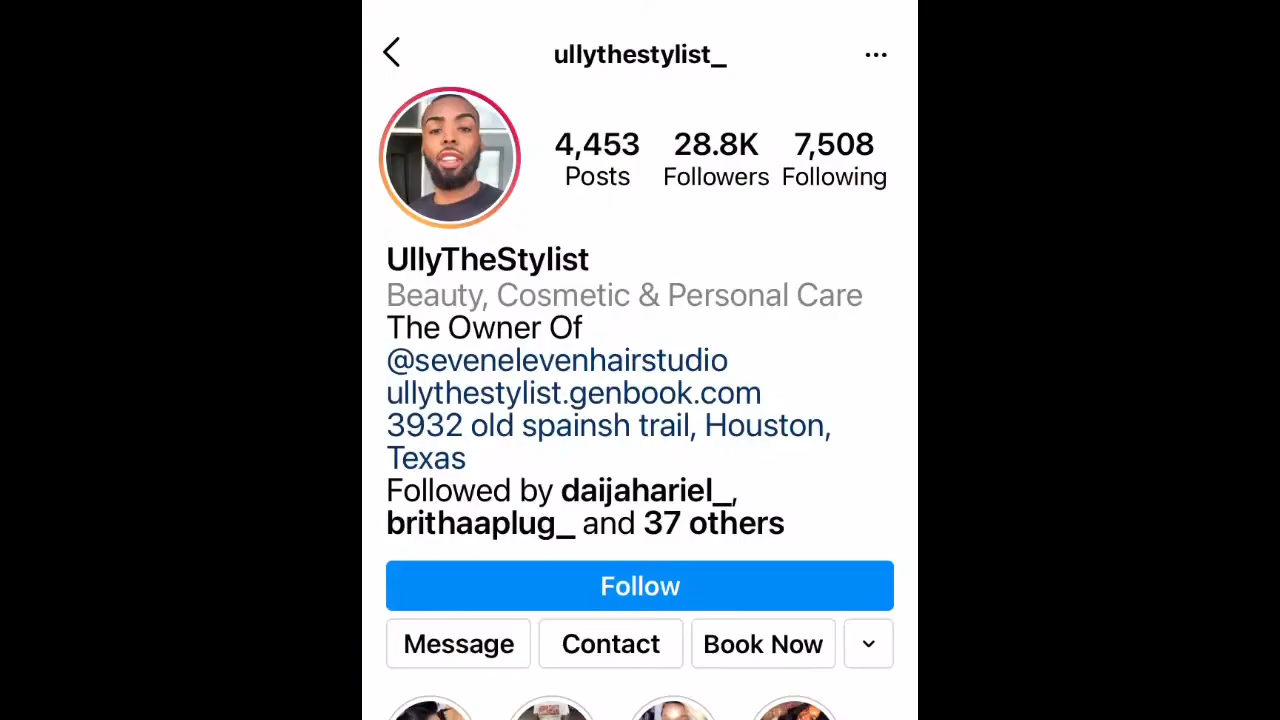 ullythestylist_
4,453 28.8K 7,508
Posts Followers Following
UllyTheStylist
Beauty, Cosmetic & Personal Care
The Owner Of
@sevenelevenhairstudio
ullythestylist.genbook.com
3932 old spainsh trail, Houston,
Texas
Followed by daijahariel_,
brithaaplug_ and 37 others
Follow
Message Contact Book Now